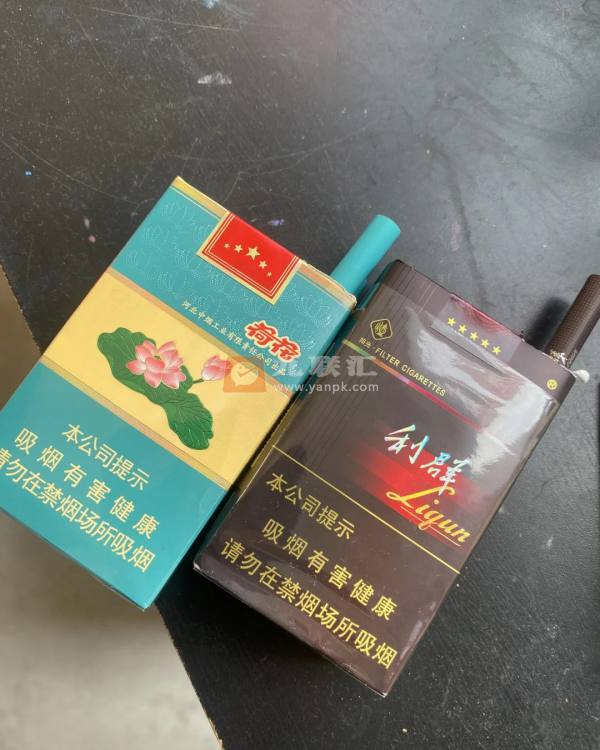 荷花
河北中烟工业有限责任公司出品
本公司提示
吸烟有害健康
请勿在禁烟场所吸烟
阳光 FILTER CIGARETTES
利群
Liqun
本公司提示
吸烟有害健康
请勿在禁烟场所吸烟
www.yanpk.com